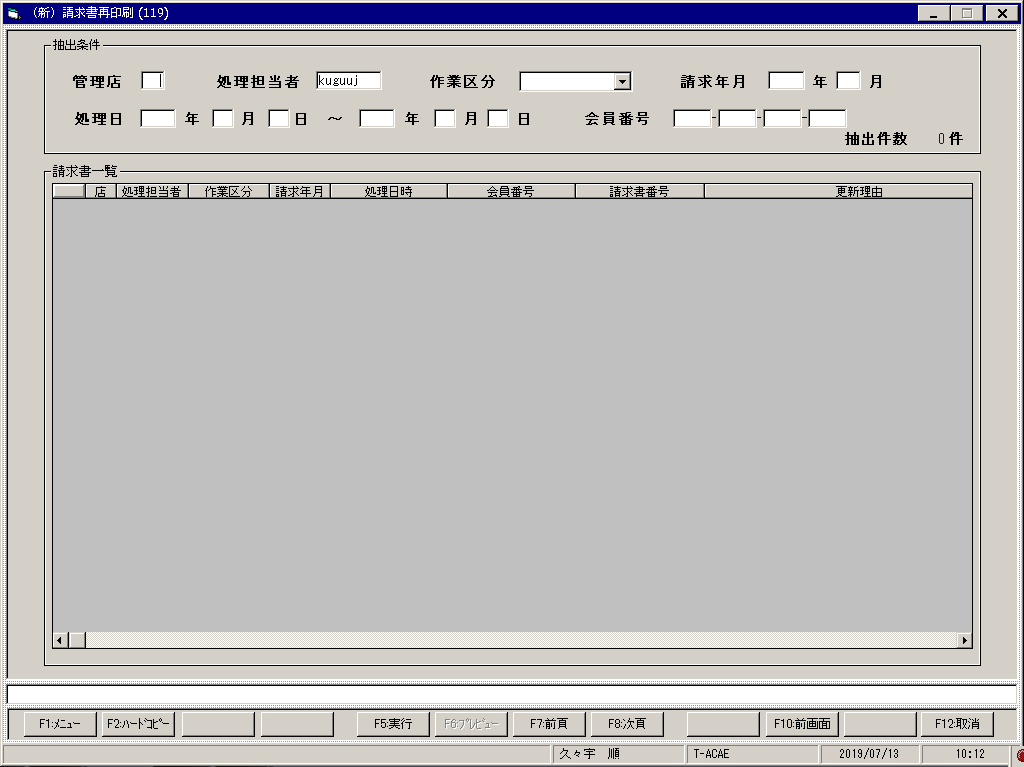 （新）請求書再印刷 (119)
抽出条件
管理店 処理担当者 kuguuj 作業区分 請求年月 年 月
処理日 年 月 日 ～ 年 月 日 会員番号 - - -
抽出件数 0 件
請求書一覧
店 処理担当者 作業区分 請求年月 処理日時 会員番号 請求書番号 更新理由
F1:ﾒﾆｭｰ F2:ﾊｰﾄﾞｺﾋﾟｰ F5:実行 F6:ﾌﾟﾚﾋﾞｭｰ F7:前頁 F8:次頁 F10:前画面 F12:取消
久々宇 順 T-ACAE 2019/07/13 10:12